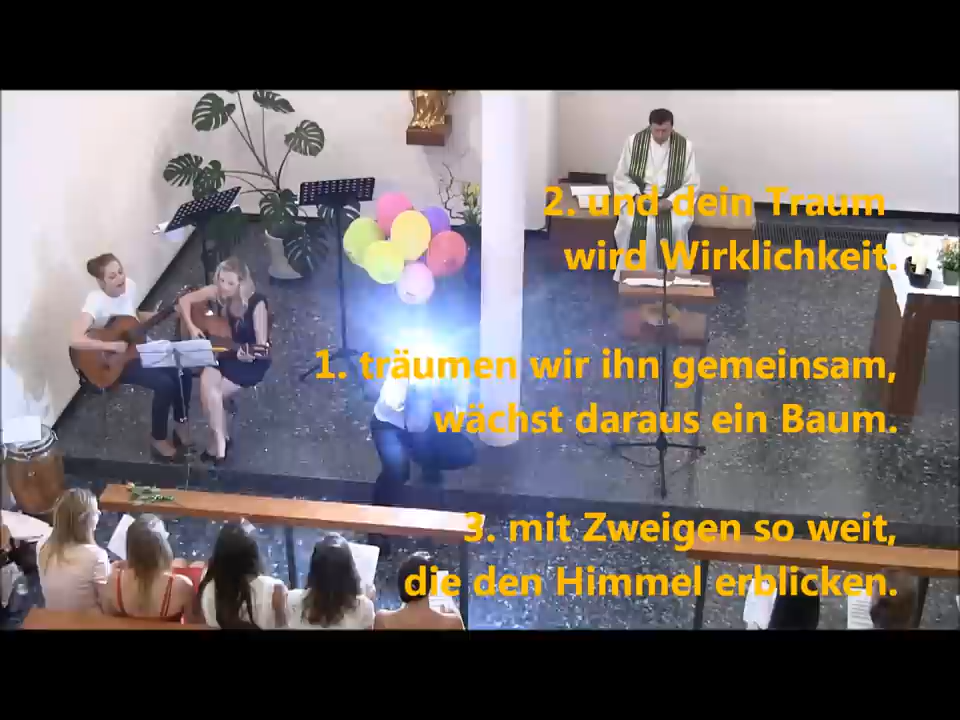 2. und dein Traum
wird Wirklichkeit.
1. träumen wir ihn gemeinsam,
wächst daraus ein Baum.
3. mit Zweigen so weit,
die den Himmel erblicken.